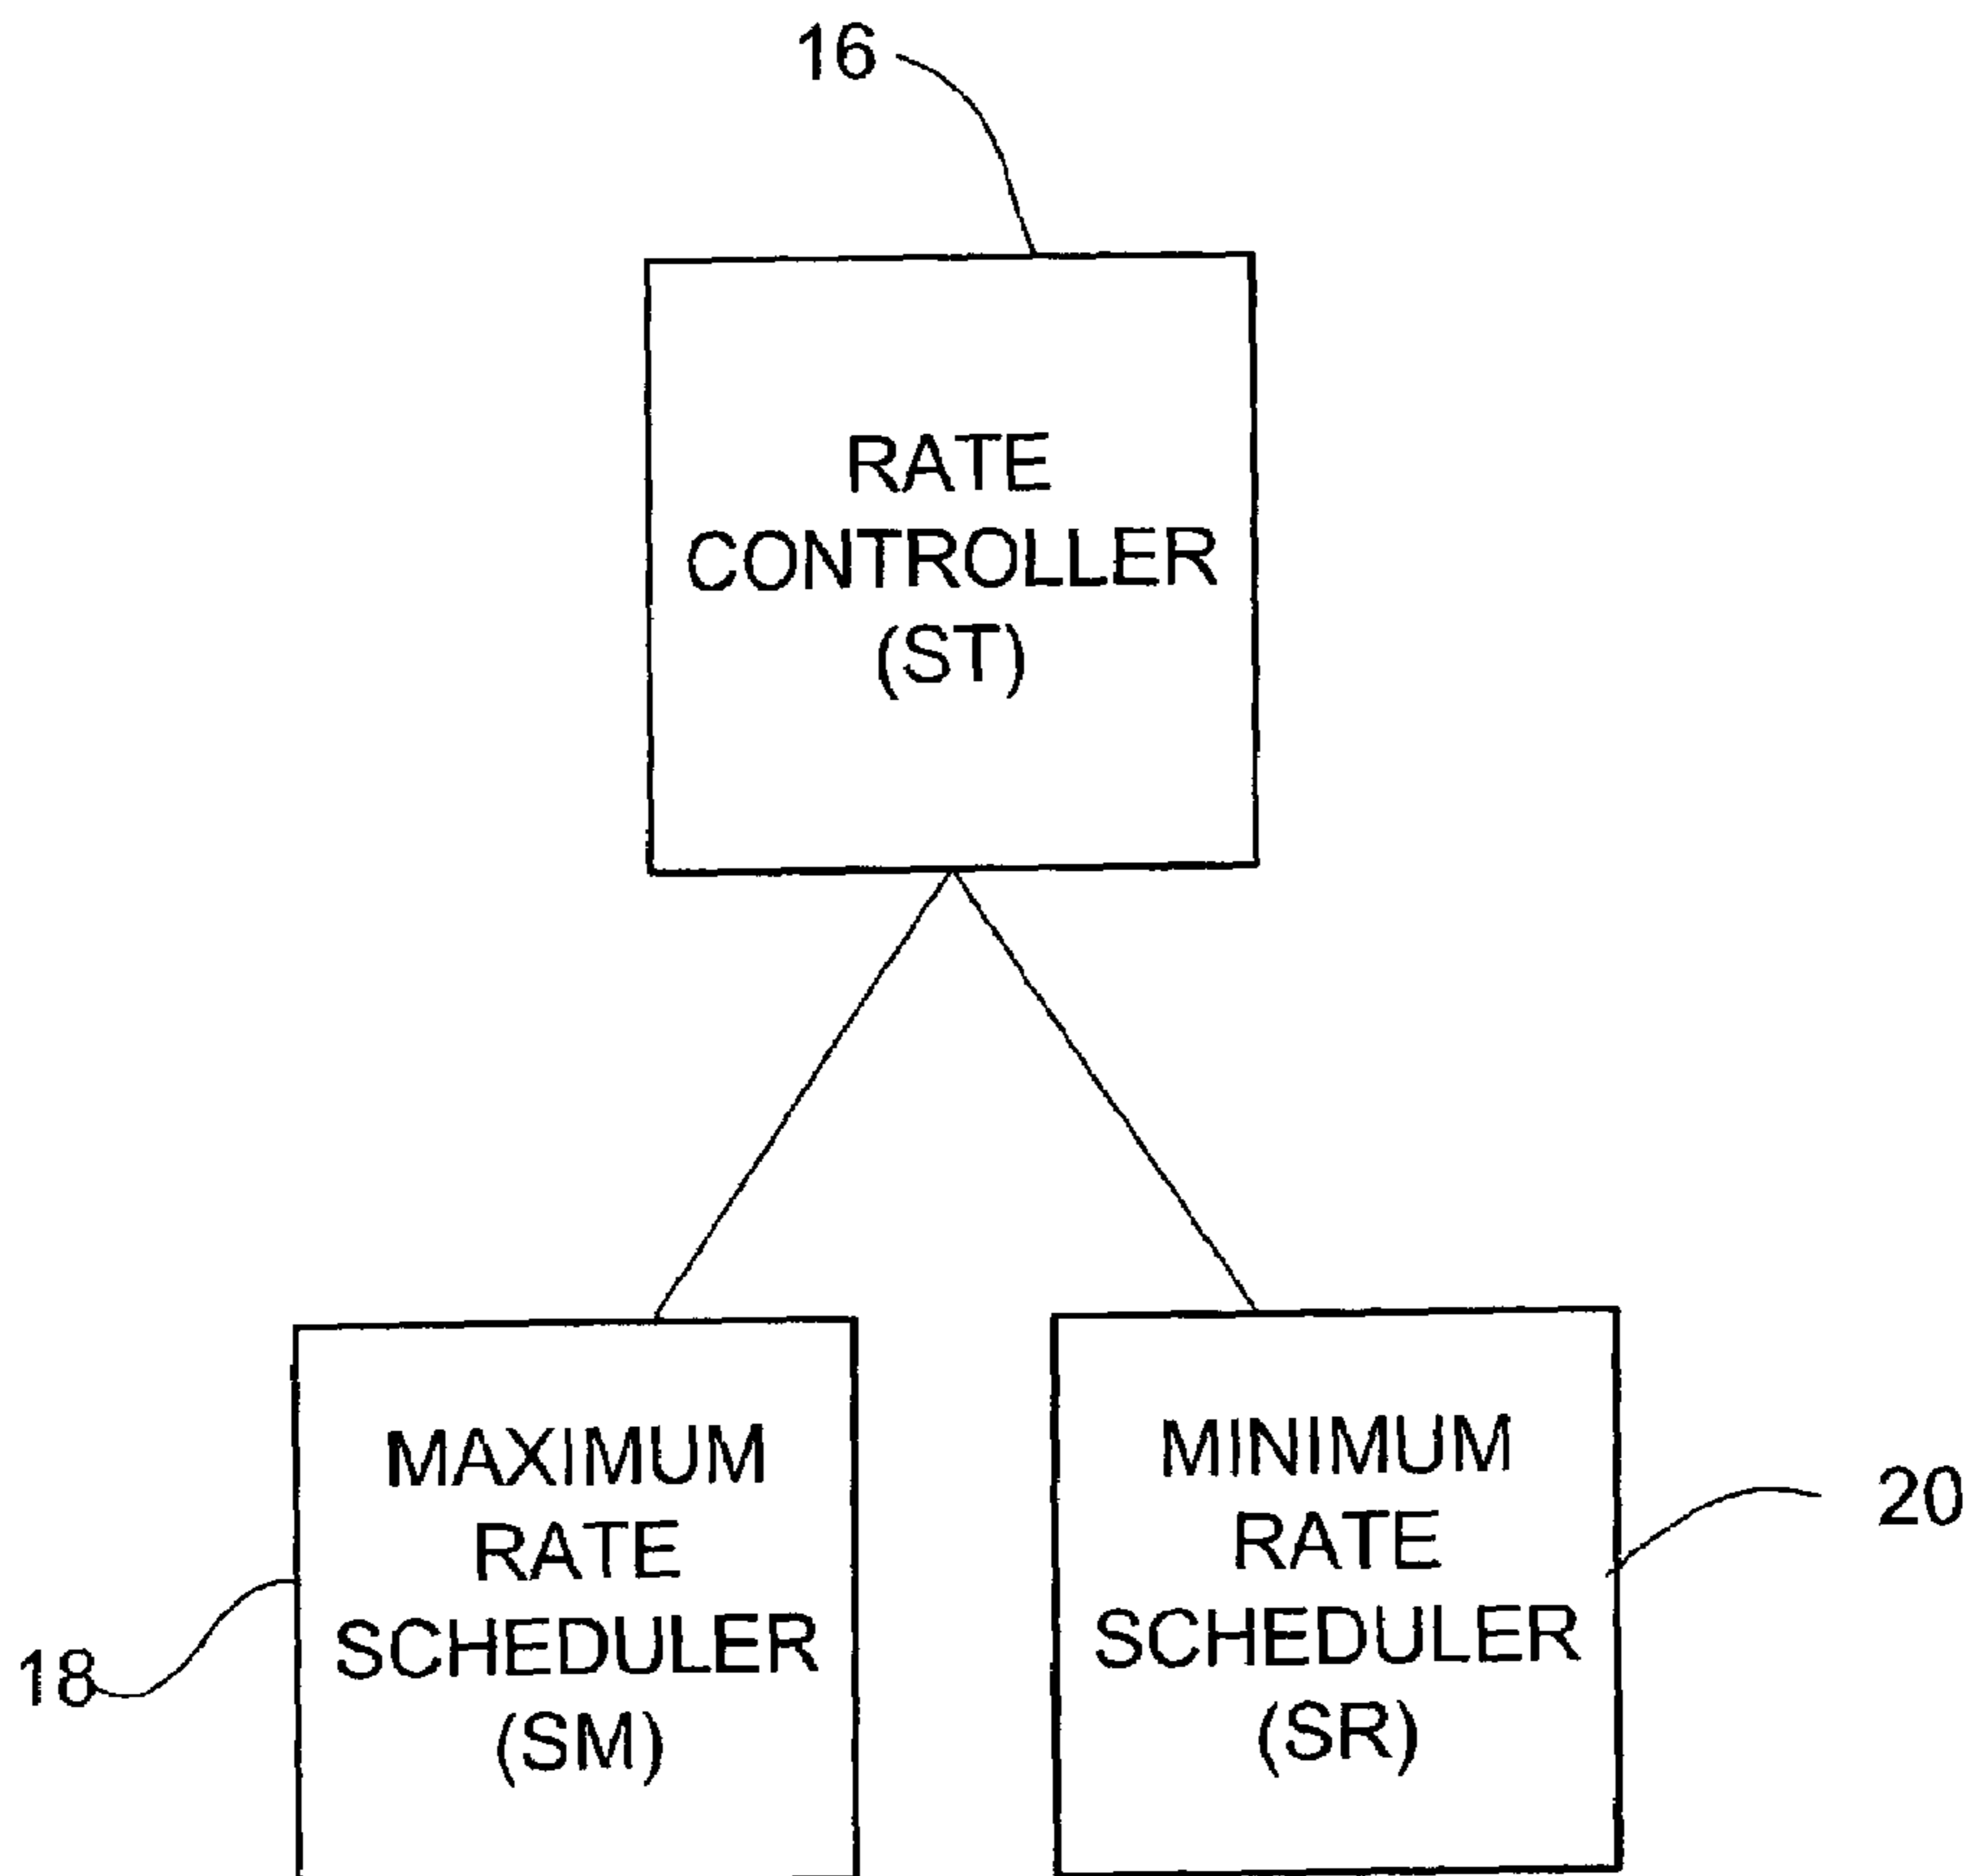 16
RATE
CONTROLLER
(ST)
MAXIMUM
RATE
SCHEDULER
(SM)
18
MINIMUM
RATE
SCHEDULER
(SR)
20